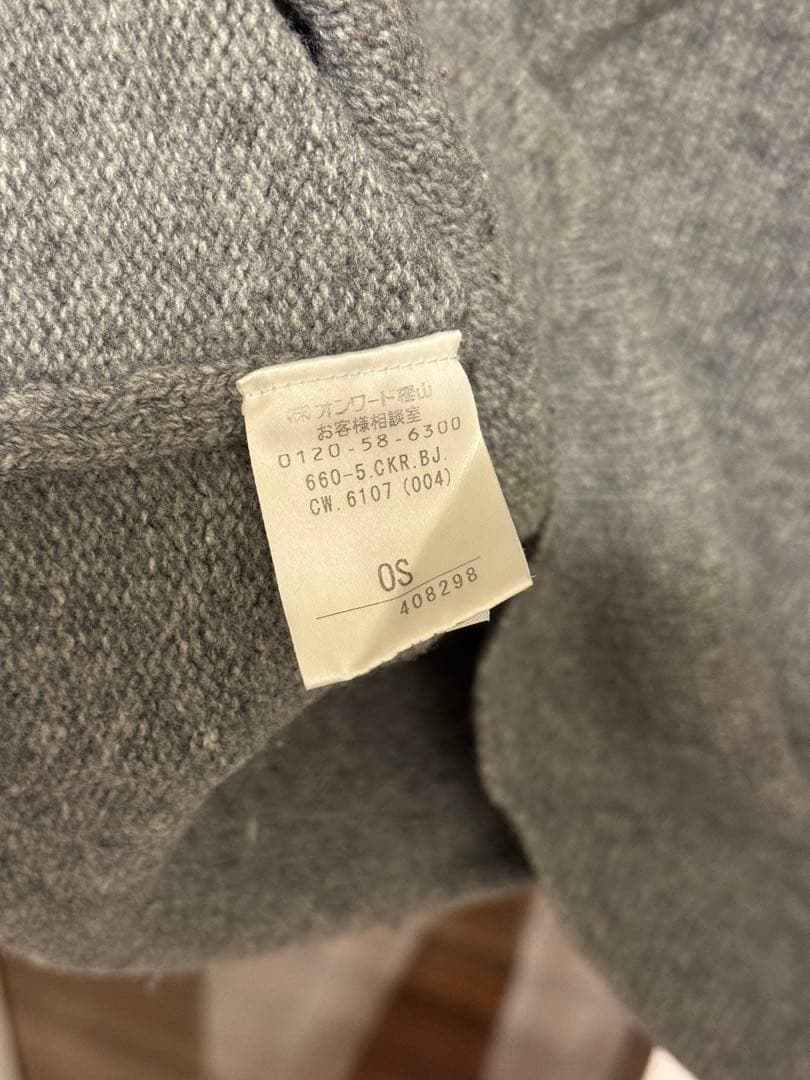 ㈱オンワード樫山
お客様相談室
0120-58-6300
660-5.CKR.BJ.
CW.6107(004)
OS
408298